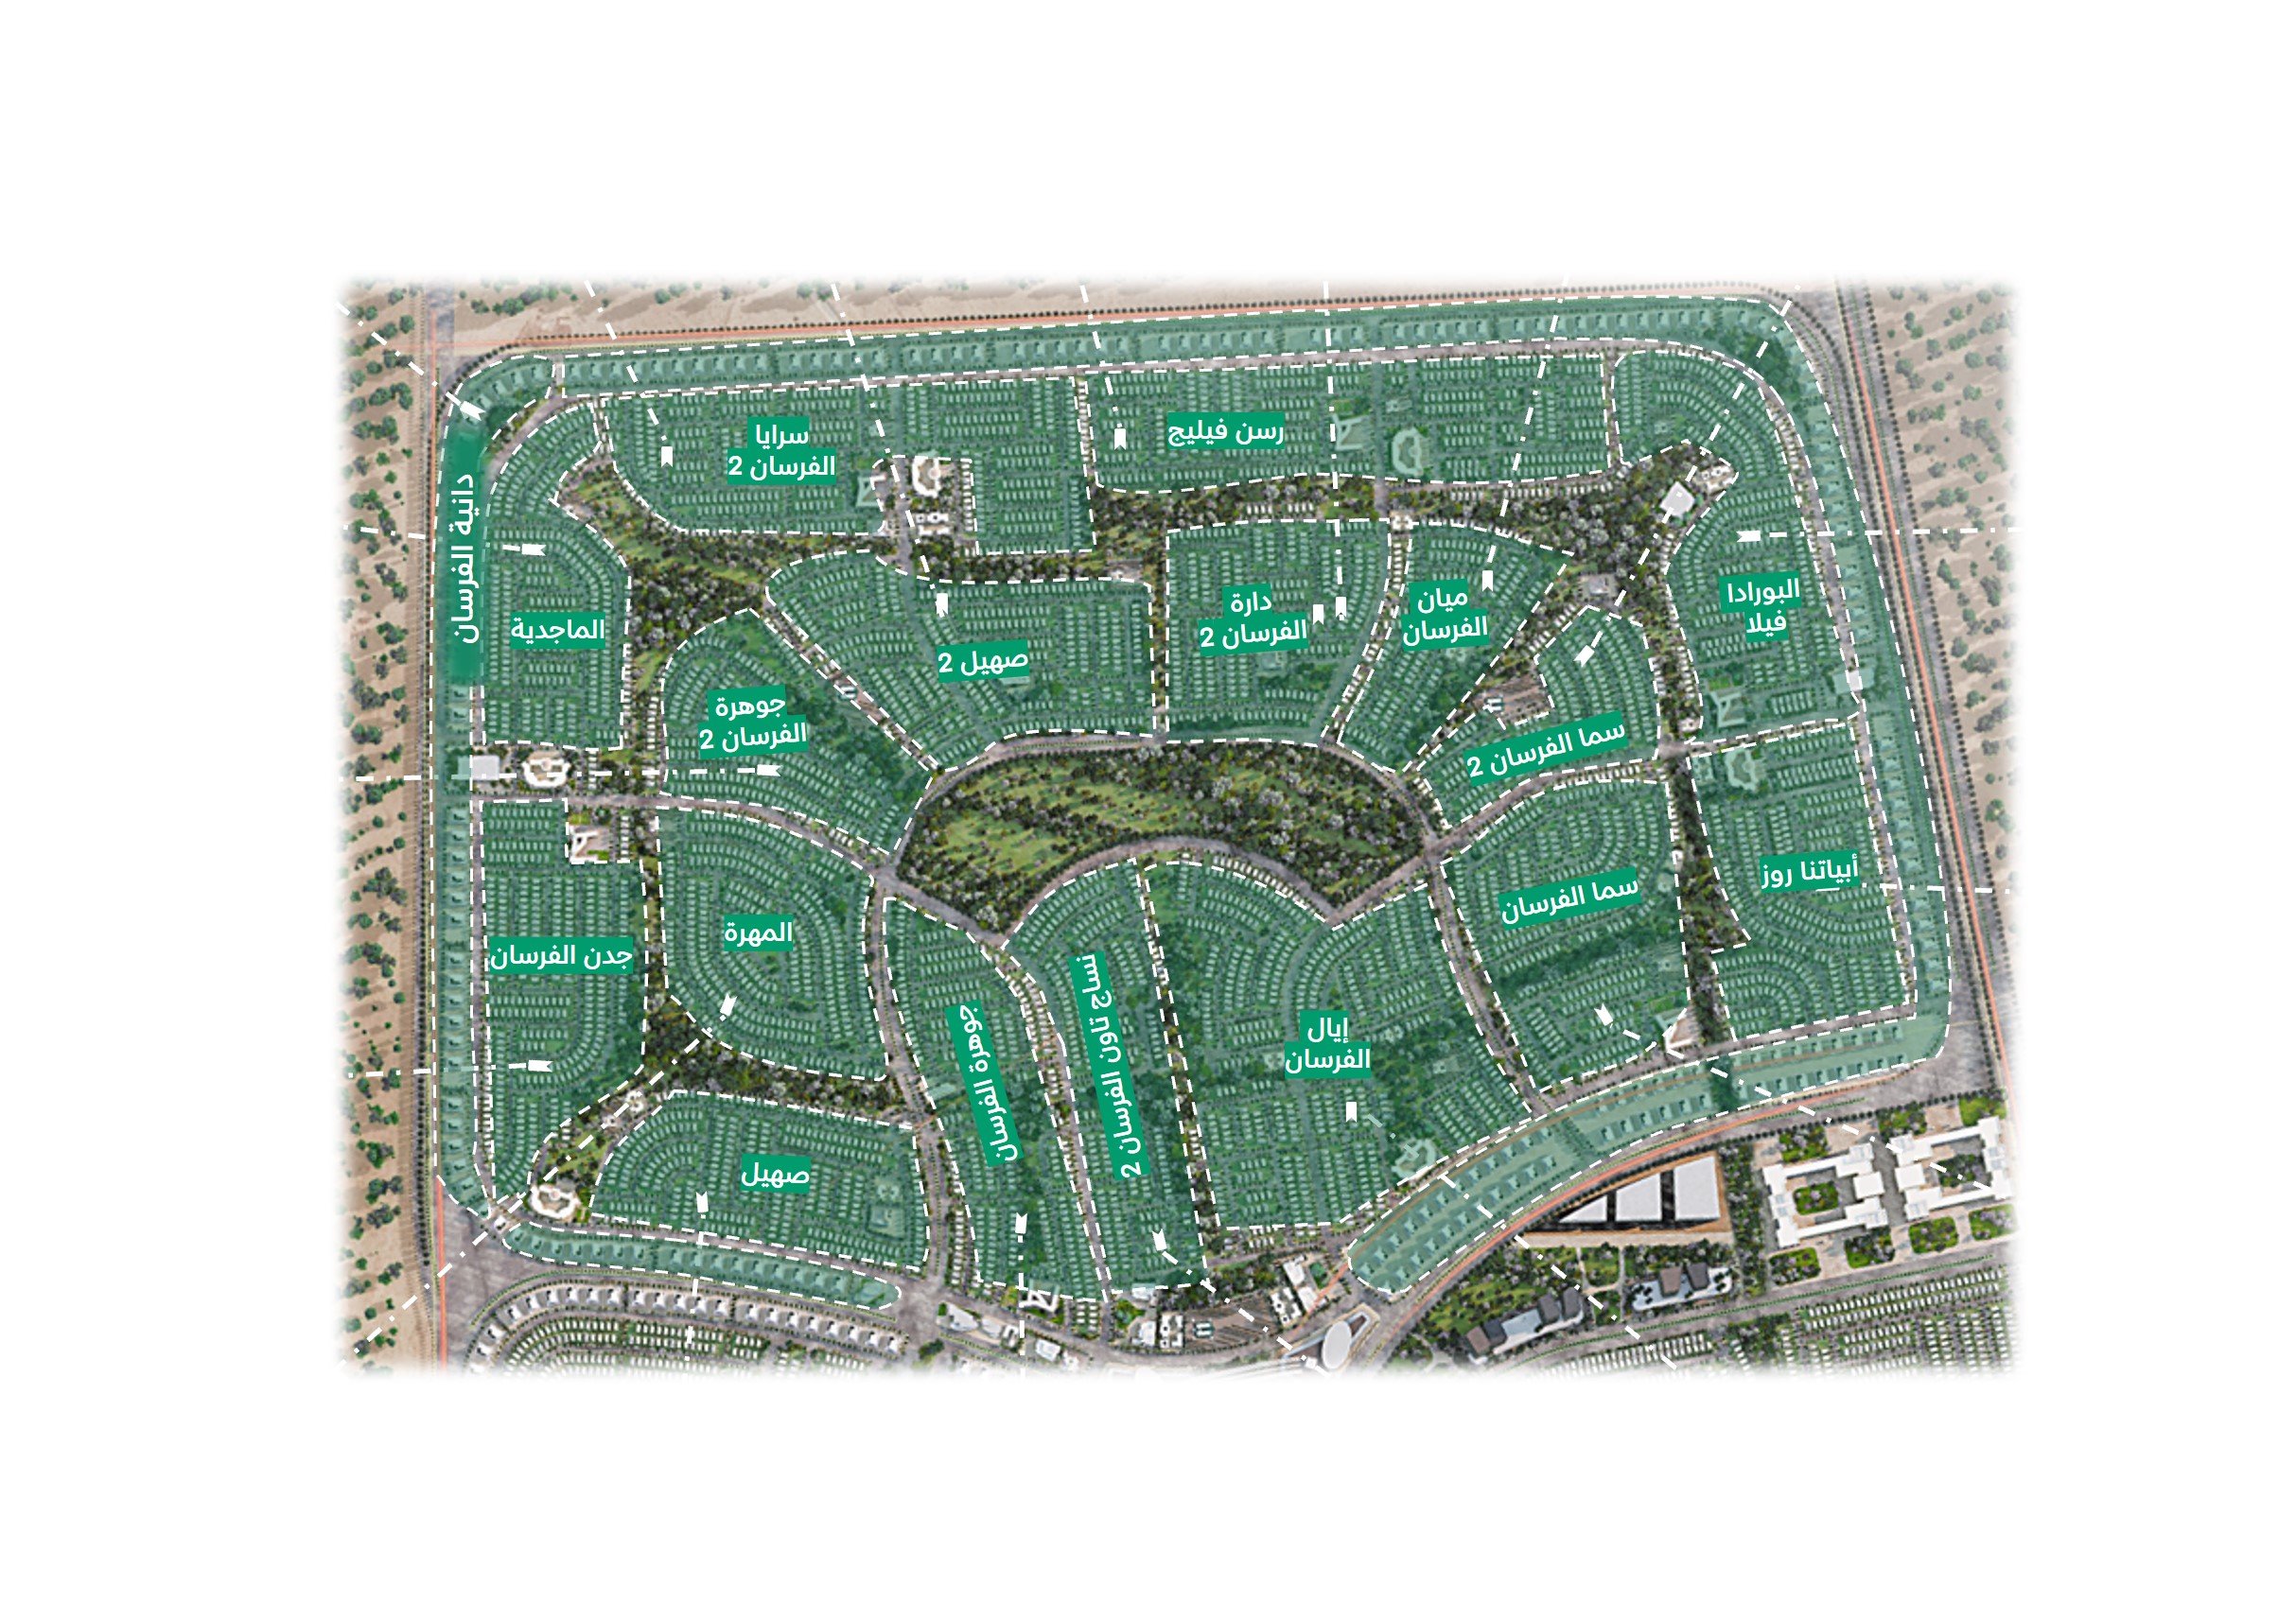 سرايا
الفرسان 2
رسن فيليج
دانية الفرسان
الماجدية
دارة
الفرسان 2
ميان
الفرسان
البورادا
فيلا
صهيل 2
جوهرة
الفرسان 2
سما الفرسان 2
أبياتنا روز
سما الفرسان
المهرة
جدن الفرسان
جوهرة الفرسان
نساج تاون الفرسان 2
إيال
الفرسان
صهيل